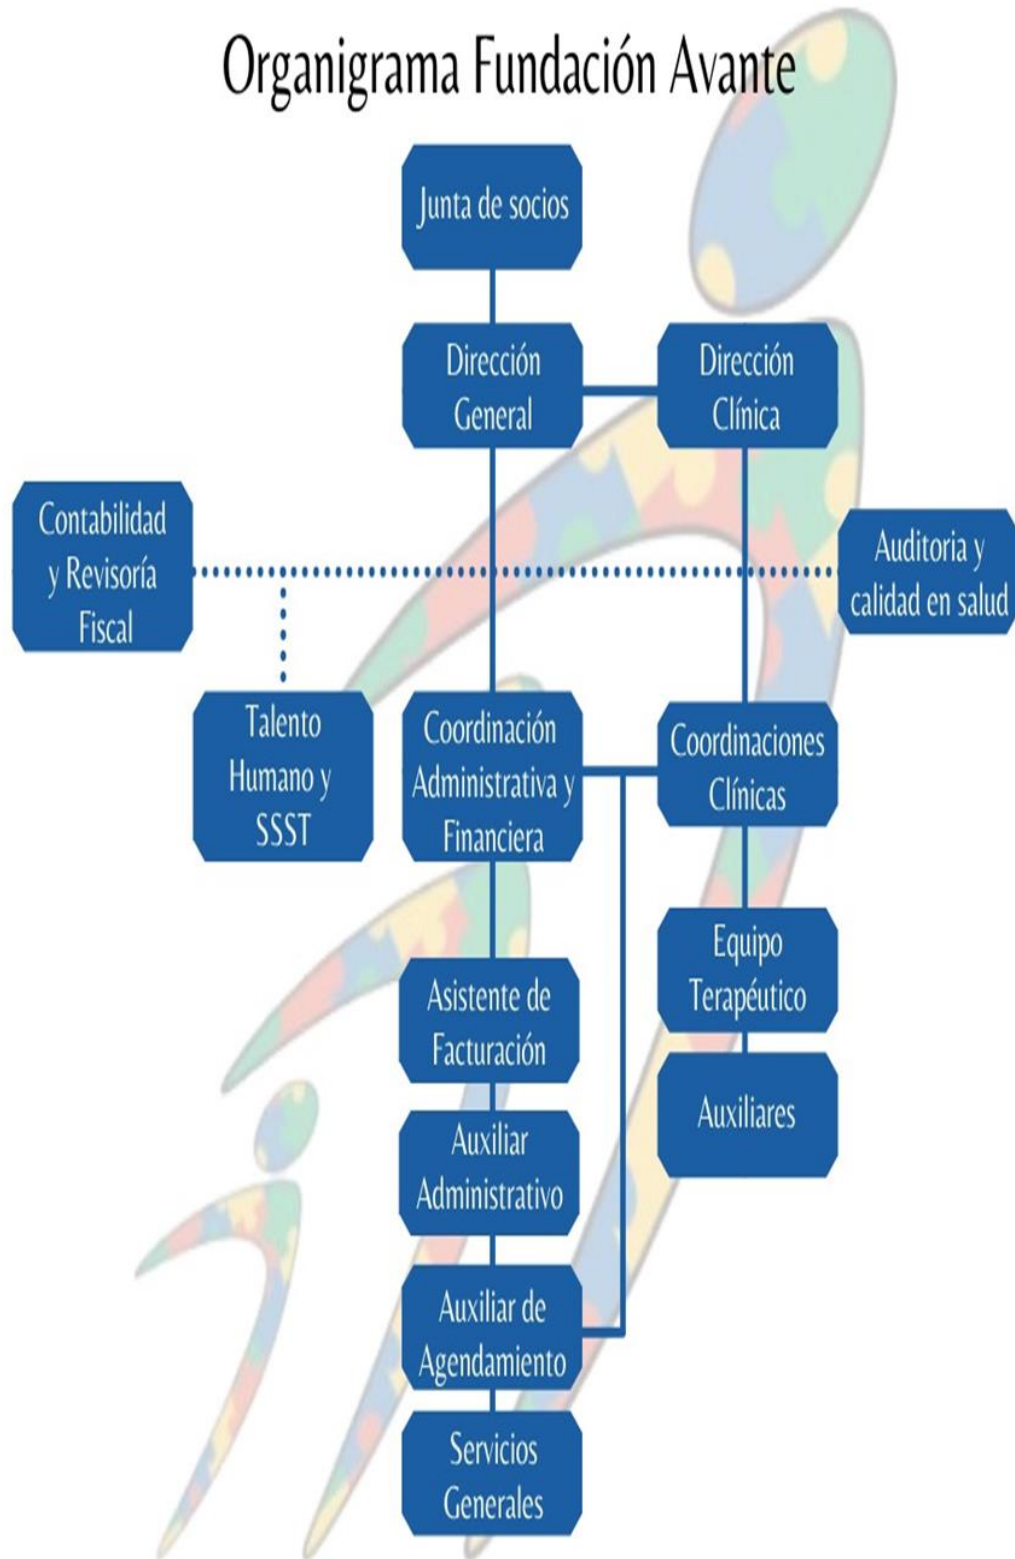 Organigrama Fundación Avante
Junta de socios
Dirección
General
Dirección
Clínica
Contabilidad
y Revisoría
Fiscal
Auditoria y
calidad en salud
Talento
Humano y
SSST
Coordinación
Administrativa y
Financiera
Coordinaciones
Clínicas
Equipo
Terapéutico
Asistente de
Facturación
Auxiliares
Auxiliar
Administrativo
Auxiliar de
Agendamiento
Servicios
Generales